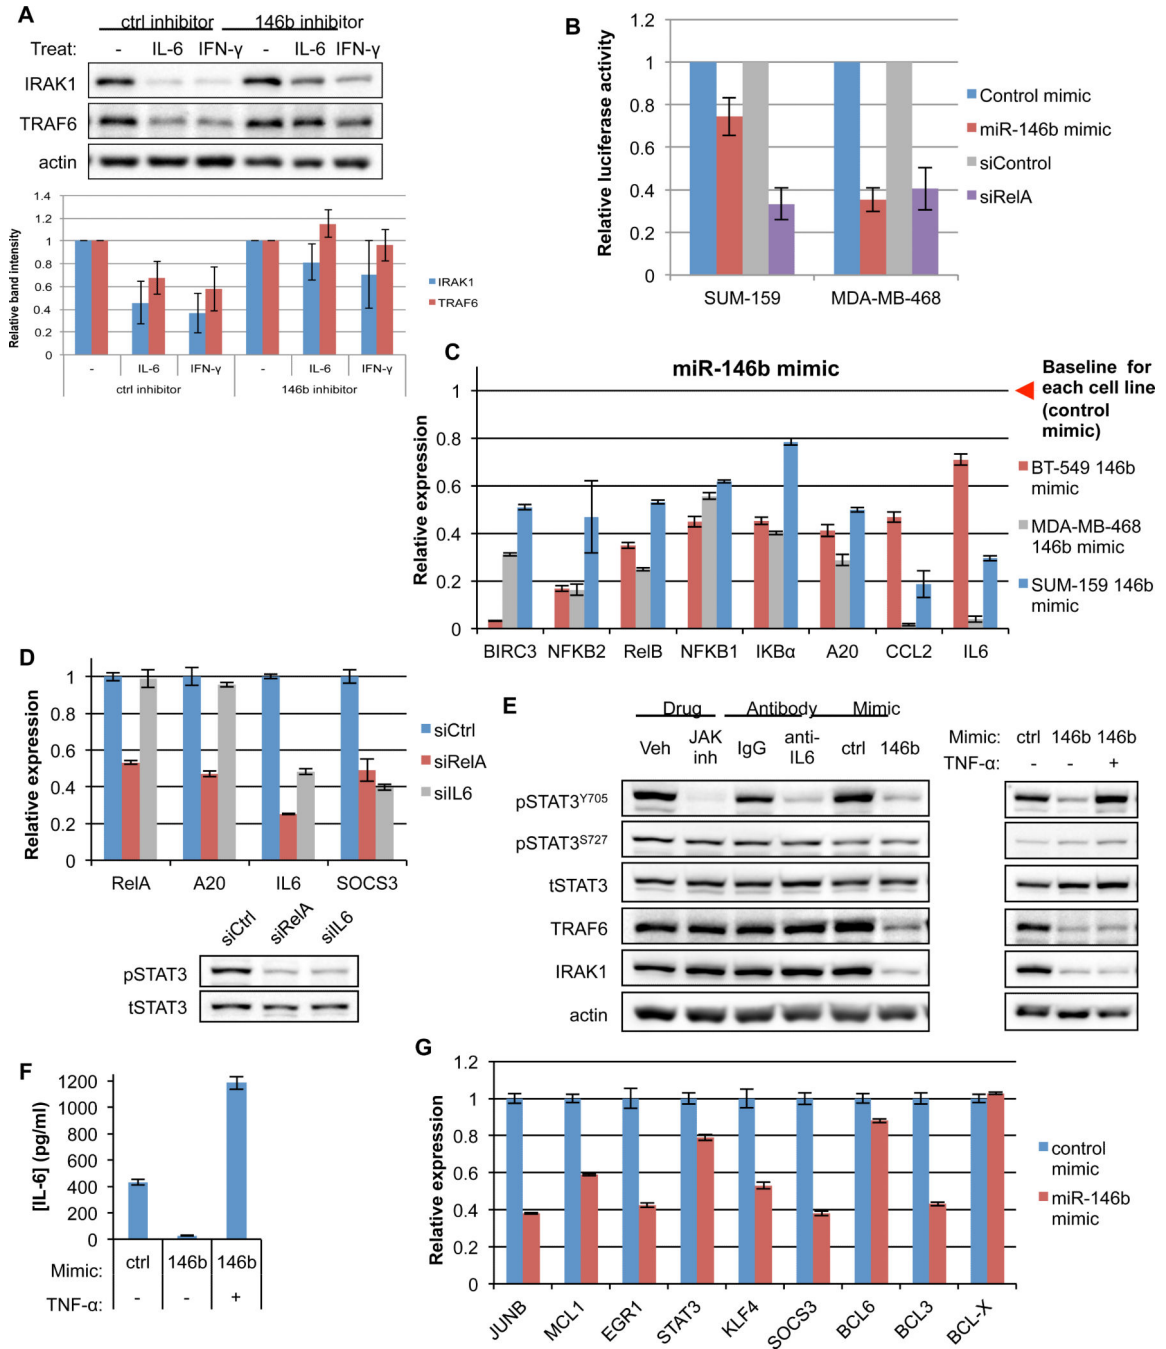 A
ctrl inhibitor 146b inhibitor
Treat: - IL-6 IFN-γ - IL-6 IFN-γ
IRAK1
TRAF6
actin
Relative band intensity
1.4
1.2
1
0.8
0.6
0.4
0.2
0
- IL-6 IFN-γ - IL-6 IFN-γ
ctrl inhibitor 146b inhibitor
IRAK1
TRAF6
B
Relative luciferase activity
1.2
1
0.8
0.6
0.4
0.2
0
SUM-159 MDA-MB-468
Control mimic
miR-146b mimic
siControl
siRelA
C
miR-146b mimic
Relative expression
1
0.8
0.6
0.4
0.2
0
BIRC3 NFKB2 RelB NFKB1 IKBα A20 CCL2 IL6
Baseline for
each cell line
(control
mimic)
BT-549 146b
mimic
MDA-MB-468
146b mimic
SUM-159 146b
mimic
D
Relative expression
1
0.8
0.6
0.4
0.2
0
RelA A20 IL6 SOCS3
siCtrl
siRelA
siIL6
siCtrl siRelA siIL6
pSTAT3
tSTAT3
E
Drug Antibody Mimic
Veh JAK inh IgG anti-IL6 ctrl 146b
pSTAT3Y705
pSTAT3S727
tSTAT3
TRAF6
IRAK1
actin
Mimic: ctrl 146b 146b
TNF-α: - - +
F
[IL-6] (pg/ml)
1200
1000
800
600
400
200
0
Mimic: ctrl 146b 146b
TNF-α: - - +
G
Relative expression
1.2
1
0.8
0.6
0.4
0.2
0
JUNB MCL1 EGR1 STAT3 KLF4 SOCS3 BCL6 BCL3 BCL-X
control
mimic
miR-146b
mimic